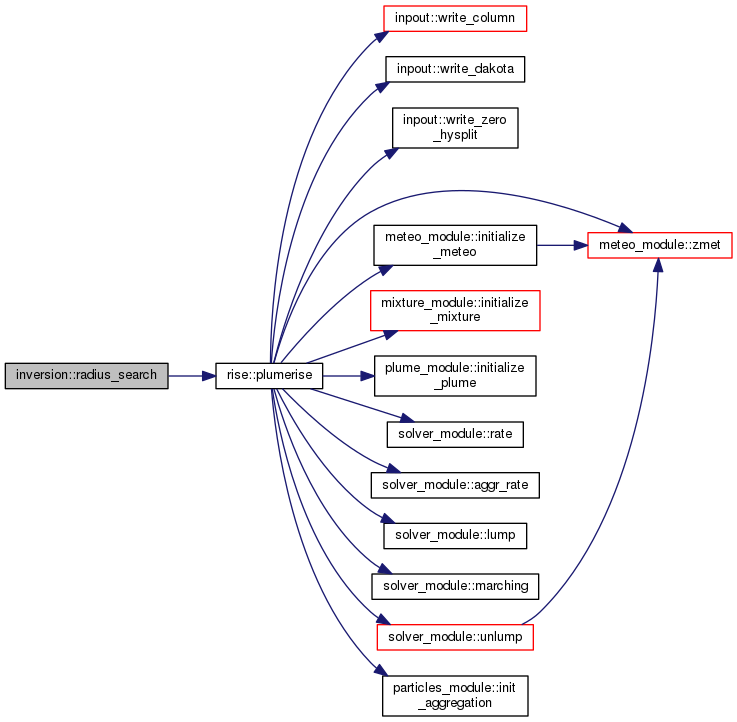 inpout::write_column
inpout::write_dakota
inpout::write_zero
_hysplit
meteo_module::initialize
_meteo
meteo_module::zmet
mixture_module::initialize
_mixture
inversion::radius_search
rise::plumerise
plume_module::initialize
_plume
solver_module::rate
solver_module::aggr_rate
solver_module::lump
solver_module::marching
solver_module::unlump
particles_module::init
_aggregation